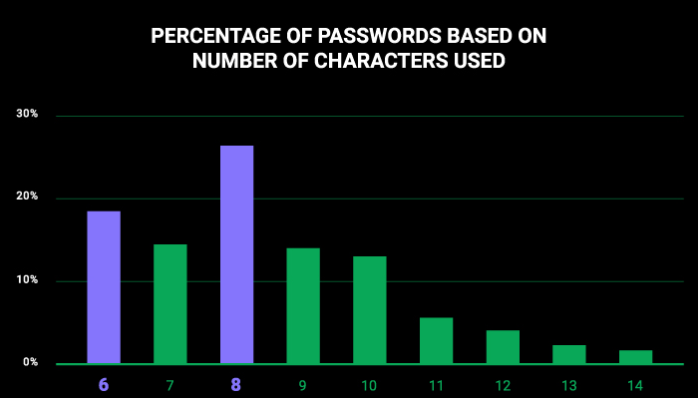 PERCENTAGE OF PASSWORDS BASED ON
NUMBER OF CHARACTERS USED
30%
20%
10%
0%
6 7 8 9 10 11 12 13 14